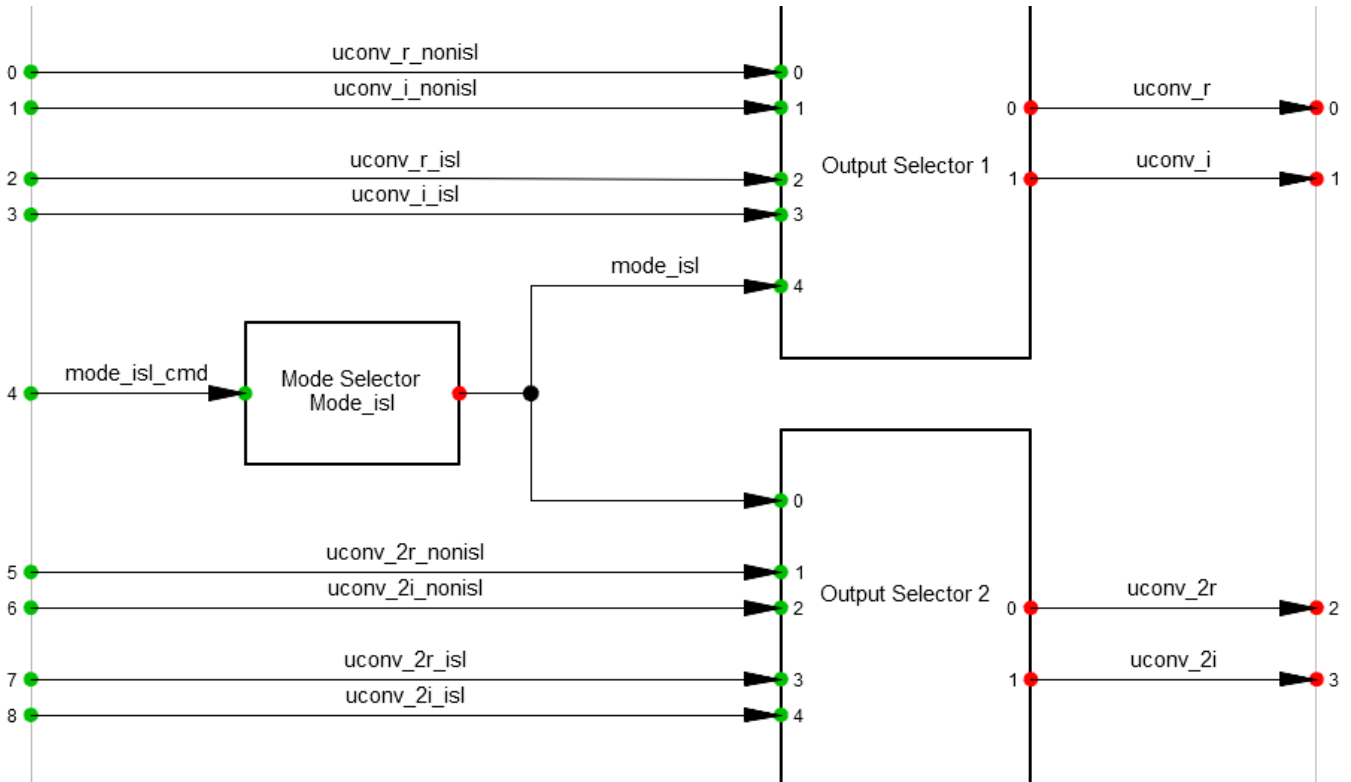 uconv_r_nonisl
0 0
uconv_i_nonisl
1 1
0 uconv_r 0
uconv_r_isl
2 2
Output Selector 1
1 uconv_i 1
uconv_i_isl
3 3
mode_isl
4
4 mode_isl_cmd
Mode Selector
Mode_isl
0
uconv_2r_nonisl
5 1
uconv_2i_nonisl
6 2
Output Selector 2
0 uconv_2r 2
uconv_2r_isl
7 3
1 uconv_2i 3
uconv_2i_isl
8 4